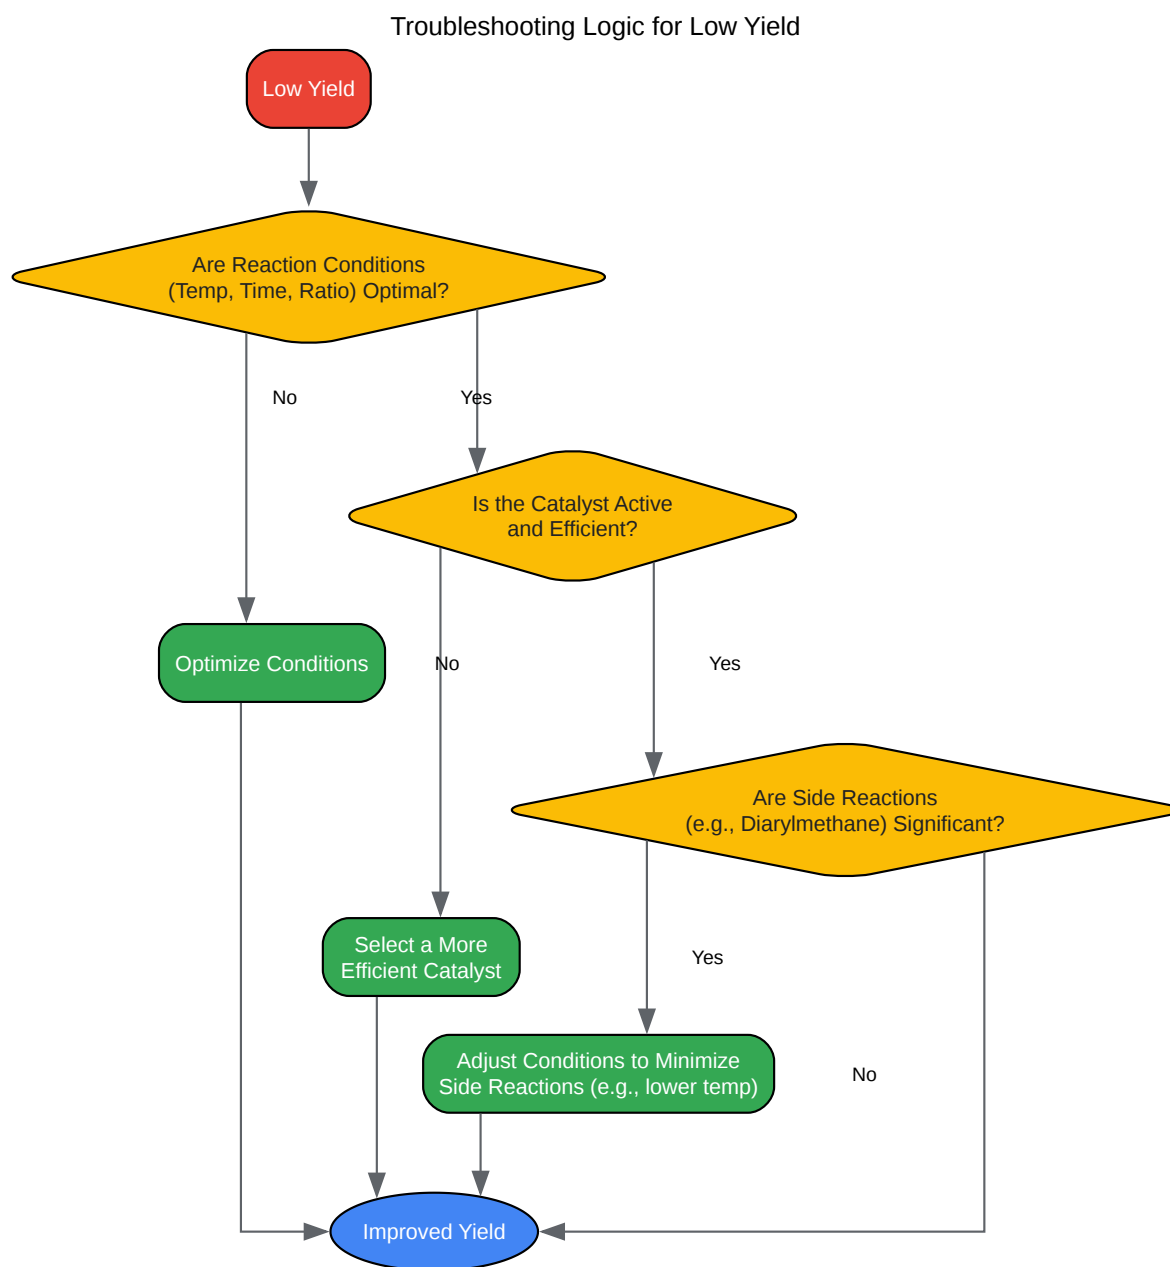 Troubleshooting Logic for Low Yield
Low Yield
Are Reaction Conditions
(Temp, Time, Ratio) Optimal?
No
Yes
Is the Catalyst Active
and Efficient?
Optimize Conditions
No
Yes
Are Side Reactions
(e.g., Diarylmethane) Significant?
Select a More
Efficient Catalyst
Yes
Adjust Conditions to Minimize
Side Reactions (e.g., lower temp)
No
Improved Yield